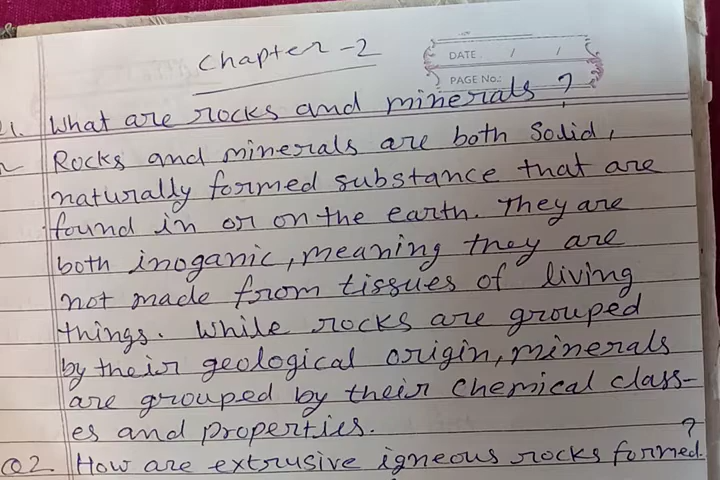 Chapter-2
DATE / /
PAGE No.:
1. What are rocks and minerals ?
Rocks and minerals are both Solid,
naturally formed substance that are
found in or on the earth. They are
both inoganic, meaning they are
not made from tissues of living
things. While rocks are grouped
by their geological origin, minerals
are grouped by their chemical class-
es and properties.
Q2. How are extrusive igneous rocks formed. ?